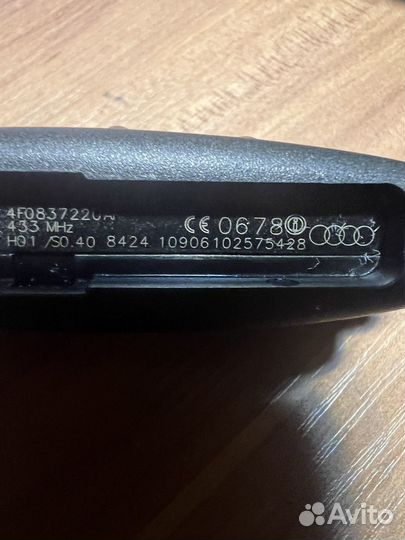 4F0837220A
CE 0678
433 MHz
H01 /S0.40 8424 10906102575428
Avito